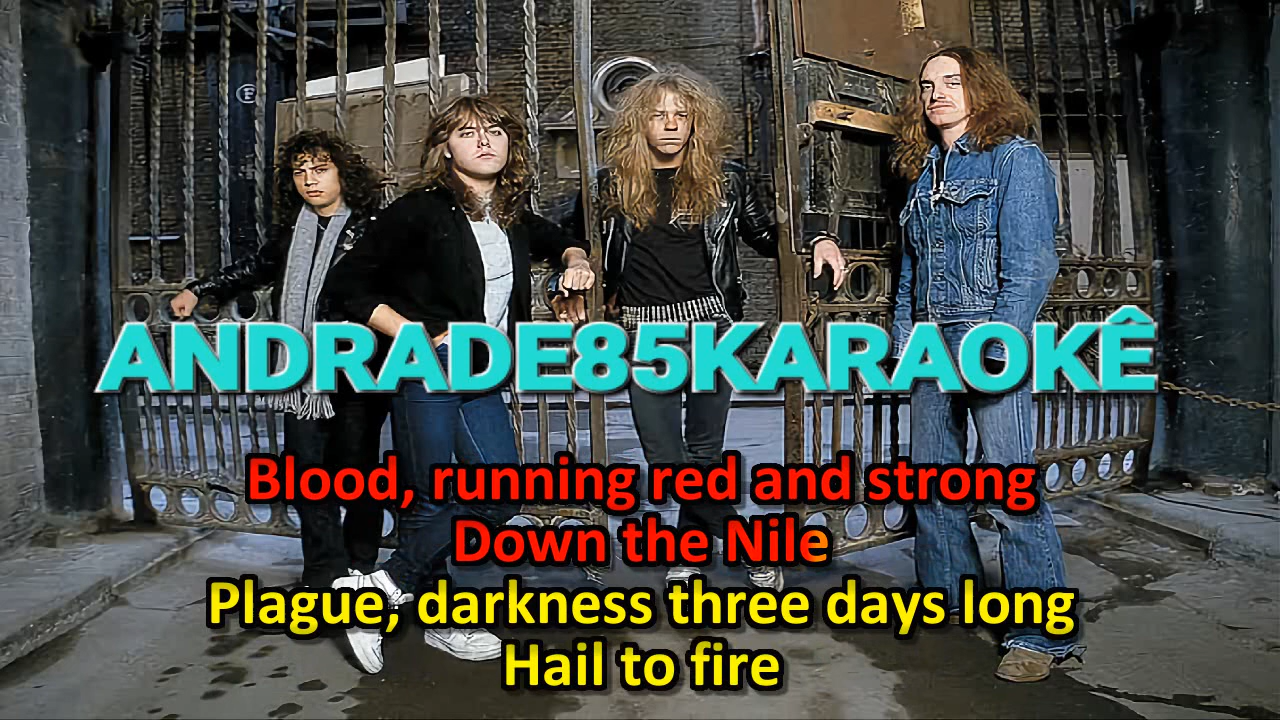 ANDRADE85KARAOKÊ
Blood, running red and strong
Down the Nile
Plague, darkness three days long
Hail to fire